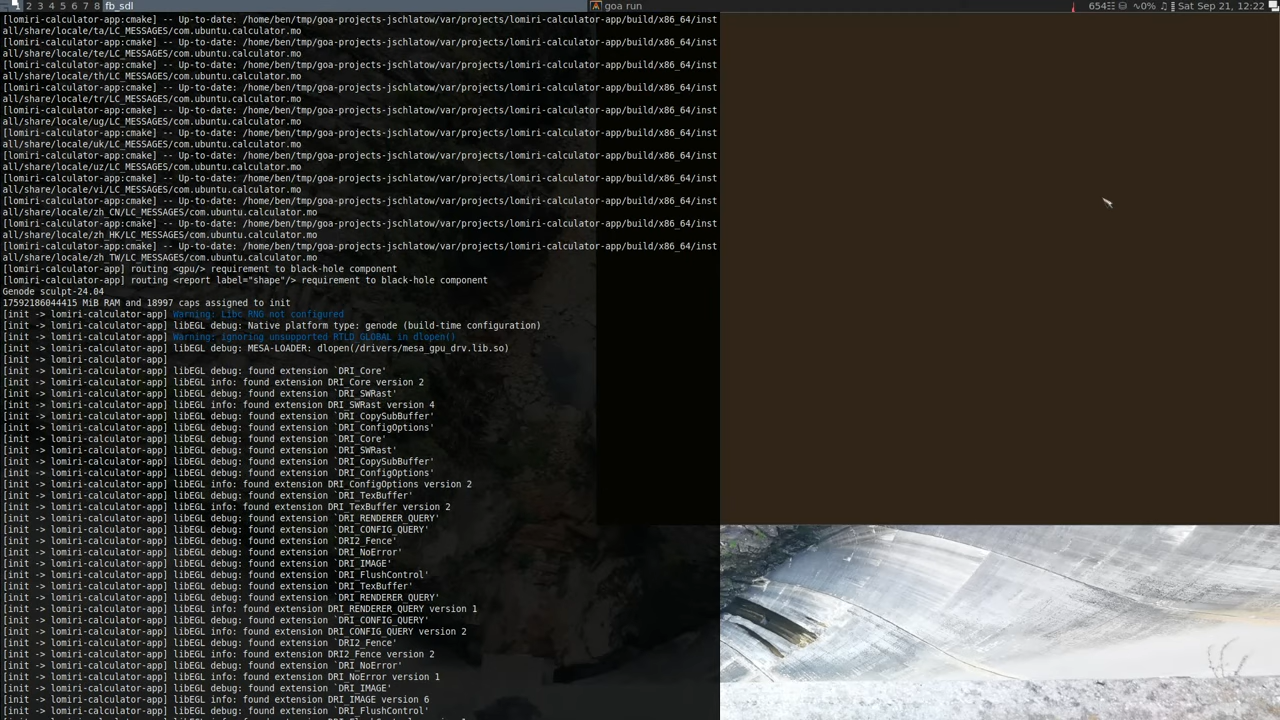 1 2 3 4 5 6 7 8 fb_sdl goa run 654 0% Sat Sep 21, 12:22
[lomiri-calculator-app:cmake] -- Up-to-date: /home/ben/tmp/goa-projects-jschlatow/var/projects/lomiri-calculator-app/build/x86_64/inst
all/share/locale/ta/LC_MESSAGES/com.ubuntu.calculator.mo
[lomiri-calculator-app:cmake] -- Up-to-date: /home/ben/tmp/goa-projects-jschlatow/var/projects/lomiri-calculator-app/build/x86_64/inst
all/share/locale/te/LC_MESSAGES/com.ubuntu.calculator.mo
[lomiri-calculator-app:cmake] -- Up-to-date: /home/ben/tmp/goa-projects-jschlatow/var/projects/lomiri-calculator-app/build/x86_64/inst
all/share/locale/th/LC_MESSAGES/com.ubuntu.calculator.mo
[lomiri-calculator-app:cmake] -- Up-to-date: /home/ben/tmp/goa-projects-jschlatow/var/projects/lomiri-calculator-app/build/x86_64/inst
all/share/locale/tr/LC_MESSAGES/com.ubuntu.calculator.mo
[lomiri-calculator-app:cmake] -- Up-to-date: /home/ben/tmp/goa-projects-jschlatow/var/projects/lomiri-calculator-app/build/x86_64/inst
all/share/locale/ug/LC_MESSAGES/com.ubuntu.calculator.mo
[lomiri-calculator-app:cmake] -- Up-to-date: /home/ben/tmp/goa-projects-jschlatow/var/projects/lomiri-calculator-app/build/x86_64/inst
all/share/locale/uk/LC_MESSAGES/com.ubuntu.calculator.mo
[lomiri-calculator-app:cmake] -- Up-to-date: /home/ben/tmp/goa-projects-jschlatow/var/projects/lomiri-calculator-app/build/x86_64/inst
all/share/locale/uz/LC_MESSAGES/com.ubuntu.calculator.mo
[lomiri-calculator-app:cmake] -- Up-to-date: /home/ben/tmp/goa-projects-jschlatow/var/projects/lomiri-calculator-app/build/x86_64/inst
all/share/locale/vi/LC_MESSAGES/com.ubuntu.calculator.mo
[lomiri-calculator-app:cmake] -- Up-to-date: /home/ben/tmp/goa-projects-jschlatow/var/projects/lomiri-calculator-app/build/x86_64/inst
all/share/locale/zh_CN/LC_MESSAGES/com.ubuntu.calculator.mo
[lomiri-calculator-app:cmake] -- Up-to-date: /home/ben/tmp/goa-projects-jschlatow/var/projects/lomiri-calculator-app/build/x86_64/inst
all/share/locale/zh_HK/LC_MESSAGES/com.ubuntu.calculator.mo
[lomiri-calculator-app:cmake] -- Up-to-date: /home/ben/tmp/goa-projects-jschlatow/var/projects/lomiri-calculator-app/build/x86_64/inst
all/share/locale/zh_TW/LC_MESSAGES/com.ubuntu.calculator.mo
[lomiri-calculator-app] routing <gpu/> requirement to black-hole component
[lomiri-calculator-app] routing <report label="shape"/> requirement to black-hole component
Genode sculpt-24.04
17592186044415 MiB RAM and 18997 caps assigned to init
[init -> lomiri-calculator-app] Warning: Libc RNG not configured
[init -> lomiri-calculator-app] libEGL debug: Native platform type: genode (build-time configuration)
[init -> lomiri-calculator-app] Warning: ignoring unsupported RTLD_GLOBAL in dlopen()
[init -> lomiri-calculator-app] libEGL debug: MESA-LOADER: dlopen(/drivers/mesa_gpu_drv.lib.so)
[init -> lomiri-calculator-app]
[init -> lomiri-calculator-app] libEGL debug: found extension `DRI_Core'
[init -> lomiri-calculator-app] libEGL info: found extension DRI_Core version 2
[init -> lomiri-calculator-app] libEGL debug: found extension `DRI_SWRast'
[init -> lomiri-calculator-app] libEGL info: found extension DRI_SWRast version 4
[init -> lomiri-calculator-app] libEGL debug: found extension `DRI_CopySubBuffer'
[init -> lomiri-calculator-app] libEGL debug: found extension `DRI_ConfigOptions'
[init -> lomiri-calculator-app] libEGL debug: found extension `DRI_Core'
[init -> lomiri-calculator-app] libEGL debug: found extension `DRI_SWRast'
[init -> lomiri-calculator-app] libEGL debug: found extension `DRI_CopySubBuffer'
[init -> lomiri-calculator-app] libEGL debug: found extension `DRI_ConfigOptions'
[init -> lomiri-calculator-app] libEGL info: found extension DRI_ConfigOptions version 2
[init -> lomiri-calculator-app] libEGL debug: found extension `DRI_TexBuffer'
[init -> lomiri-calculator-app] libEGL info: found extension DRI_TexBuffer version 2
[init -> lomiri-calculator-app] libEGL debug: found extension `DRI_RENDERER_QUERY'
[init -> lomiri-calculator-app] libEGL debug: found extension `DRI_CONFIG_QUERY'
[init -> lomiri-calculator-app] libEGL debug: found extension `DRI2_Fence'
[init -> lomiri-calculator-app] libEGL debug: found extension `DRI_NoError'
[init -> lomiri-calculator-app] libEGL debug: found extension `DRI_IMAGE'
[init -> lomiri-calculator-app] libEGL debug: found extension `DRI_FlushControl'
[init -> lomiri-calculator-app] libEGL debug: found extension `DRI_TexBuffer'
[init -> lomiri-calculator-app] libEGL debug: found extension `DRI_RENDERER_QUERY'
[init -> lomiri-calculator-app] libEGL info: found extension DRI_RENDERER_QUERY version 1
[init -> lomiri-calculator-app] libEGL debug: found extension `DRI_CONFIG_QUERY'
[init -> lomiri-calculator-app] libEGL info: found extension DRI_CONFIG_QUERY version 2
[init -> lomiri-calculator-app] libEGL debug: found extension `DRI2_Fence'
[init -> lomiri-calculator-app] libEGL info: found extension DRI2_Fence version 2
[init -> lomiri-calculator-app] libEGL debug: found extension `DRI_NoError'
[init -> lomiri-calculator-app] libEGL info: found extension DRI_NoError version 1
[init -> lomiri-calculator-app] libEGL debug: found extension `DRI_IMAGE'
[init -> lomiri-calculator-app] libEGL info: found extension DRI_IMAGE version 6
[init -> lomiri-calculator-app] libEGL debug: found extension `DRI_FlushControl'